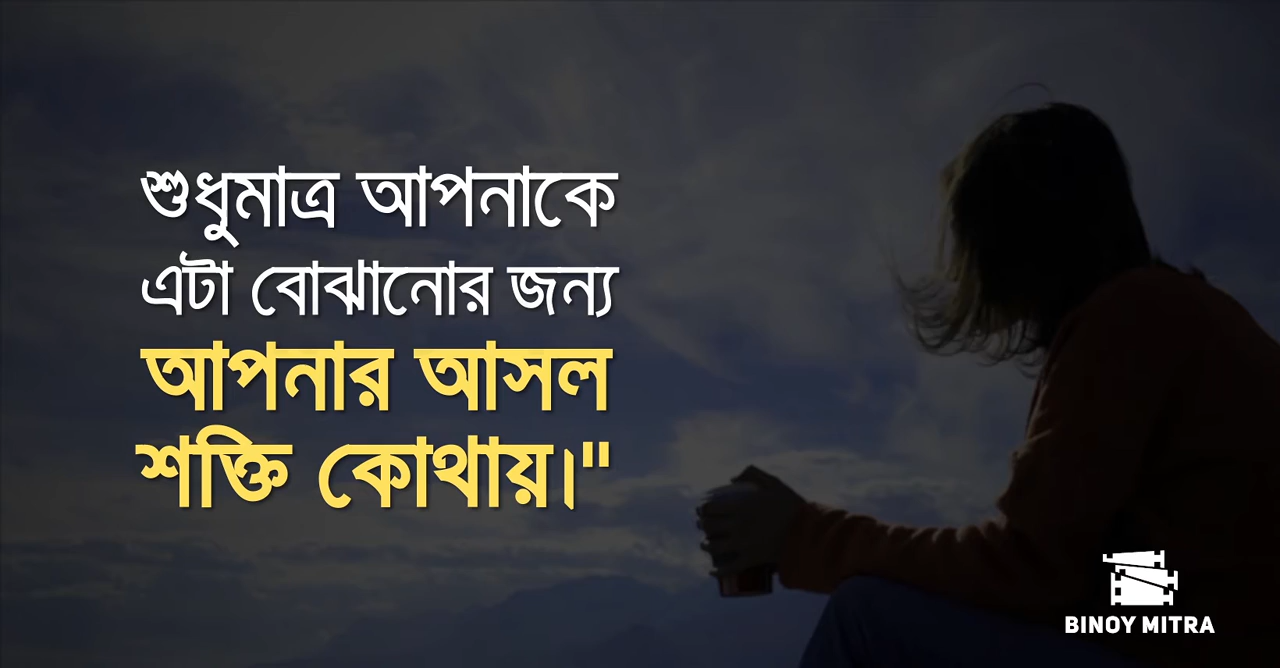 শুধুমাত্র আপনাকে
এটা বোঝানোর জন্য
আপনার আসল
শক্তি কোথায়।"
BINOY MITRA